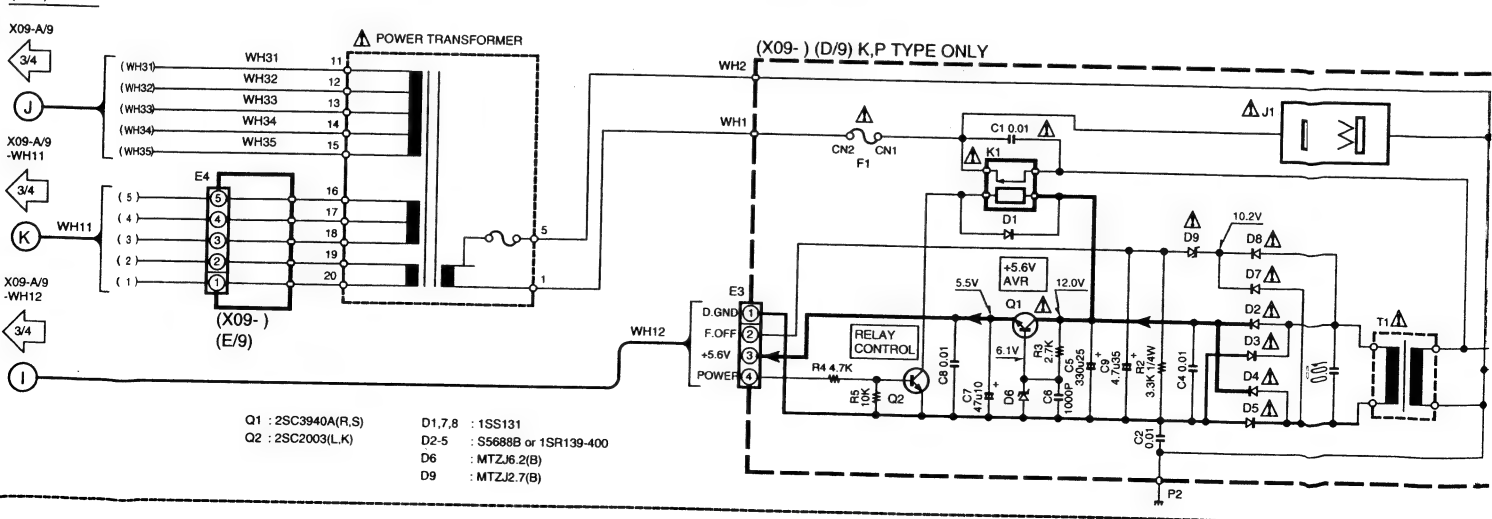 X09-A/9
3/4
J
X09-A/9
-WH11
3/4
K
WH11
X09-A/9
-WH12
3/4
I
(WH31)
(WH32)
(WH33)
(WH34)
(WH35)
WH31
WH32
WH33
WH34
WH35
11
12
13
14
15
(5)
(4)
(3)
(2)
(1)
E4
5
4
3
2
1
16
17
18
19
20
(X09- )
(E/9)
POWER TRANSFORMER
5
1
(X09- ) (D/9) K,P TYPE ONLY
WH2
WH1
CN2 CN1
F1
C1 0.01
K1
D1
J1
10.2V
D9
D8
D7
D2
D3
D4
D5
T1
+5.6V
AVR
5.5V
Q1
12.0V
6.1V
E3
D.GND 1
F.OFF 2
+5.6V 3
POWER 4
WH12
RELAY
CONTROL
R4 4.7K
R5
10K
Q2
C8 0.01
C7
47u10
D6
C6
1000P
R3
2.7K
C5
330u25
C9
4.7u35
R2
3.3K 1/4W
C4 0.01
C2
0.01
P2
Q1 : 2SC3940A(R,S)
Q2 : 2SC2003(L,K)
D1,7,8 : 1SS131
D2-5 : S5688B or 1SR139-400
D6 : MTZJ6.2(B)
D9 : MTZJ2.7(B)